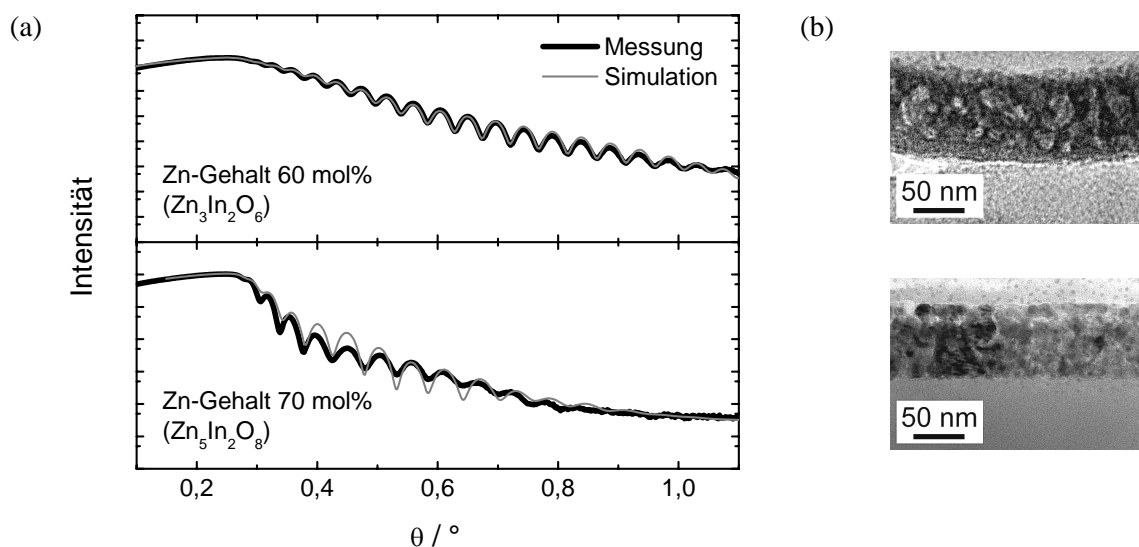 (a)
Messung
Simulation
Zn-Gehalt 60 mol%
(Zn₃In₂O₆)
Zn-Gehalt 70 mol%
(Zn₅In₂O₈)
Intensität
0,2 0,4 0,6 0,8 1,0
θ / °
(b)
50 nm
50 nm